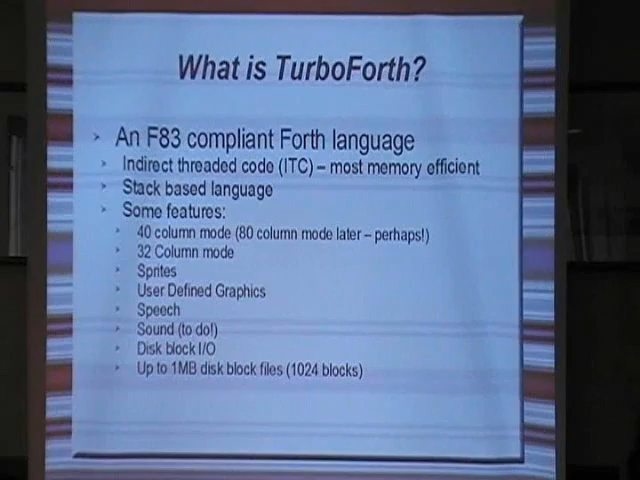 What is TurboForth?
An F83 compliant Forth language
Indirect threaded code (ITC) – most memory efficient
Stack based language
Some features:
40 column mode (80 column mode later – perhaps!)
32 Column mode
Sprites
User Defined Graphics
Speech
Sound (to do!)
Disk block I/O
Up to 1MB disk block files (1024 blocks)